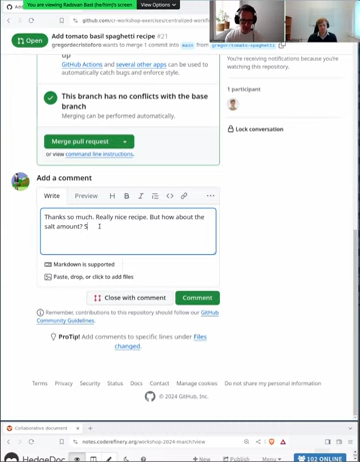 You are viewing Radovan Bast (he/him)'s screen
View Options
github.com/cr-workshop-exercises/centralized-workflo
Open
Add tomato basil spaghetti recipe #21
gregordecristoforo wants to merge 1 commit into main from gregor/tomato-spaghetti
up
GitHub Actions and several other apps can be used to
automatically catch bugs and enforce style.
You're receiving notifications because you're
watching this repository.
1 participant
This branch has no conflicts with the base
branch
Merging can be performed automatically.
Lock conversation
Merge pull request
or view command line instructions.
Add a comment
Write
Preview
H B I
Thanks so much. Really nice recipe. But how about the
salt amount? 5
Markdown is supported
Paste, drop, or click to add files
Close with comment
Comment
Remember, contributions to this repository should follow our GitHub
Community Guidelines.
ProTip! Add comments to specific lines under Files
changed.
Terms Privacy Security Status Docs Contact Manage cookies Do not share my personal information
© 2024 GitHub, Inc.
Collaborative document
notes.coderefinery.org/workshop-2024-march/view
HedgeDoc
New
Publish
Menu
102 ONLINE